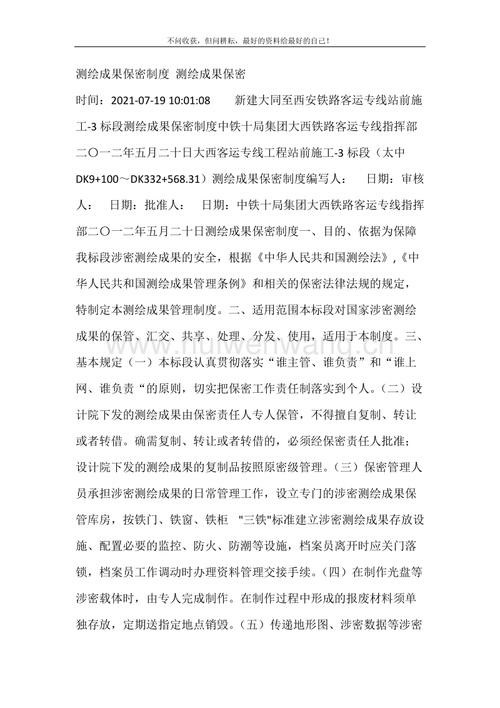 不问收获，但问耕耘，最好的资料给最好的自己！
测绘成果保密制度 测绘成果保密
时间：2021-07-19 10:01:08 新建大同至西安铁路客运专线站前施
工-3 标段测绘成果保密制度中铁十局集团大西铁路客运专线指挥部
二〇一二年五月二十日大西客运专线工程站前施工-3 标段（太中
DK9+100～DK332+568.31）测绘成果保密制度编写人： 日期：审核
人： 日期：批准人： 日期：中铁十局集团大西铁路客运专线指挥
部二〇一二年五月二十日测绘成果保密制度一、目的、依据为保障
我标段涉密测绘成果的安全，根据《中华人民共和国测绘法》,《中
华人民共和国测绘成果管理条例》和相关的保密法律法规的规定，
特制定本测绘成果管理制度。二、适用范围本标段对国家涉密测绘
成果的保管、汇交、共享、处理、分发、使用，适用于本制度。三、
www.huiwenwang.cn
基本规定（一）本标段认真贯彻落实“谁主管、谁负责”和“谁上
网、谁负责“的原则，切实把保密工作责任制落实到个人。（二）设
计院下发的测绘成果由保密责任人专人保管，不得擅自复制、转让
或者转借。确需复制、转让或者转借的，必须经保密责任人批准；
设计院下发的测绘成果的复制品按照原密级管理。（三）保密管理人
员承担涉密测绘成果的日常管理工作，设立专门的涉密测绘成果保
管库房，按铁门、铁窗、铁柜 "三铁"标准建立涉密测绘成果存放设
施、配置必要的监控、防火、防潮等设施，档案员离开时应关门落
锁，档案员工作调动时办理资料管理交接手续。（四）在制作光盘等
涉密载体时，由专人完成制作。在制作过程中形成的报废材料须单
独存放，定期送指定地点销毁。（五）传递地形图、涉密数据等涉密